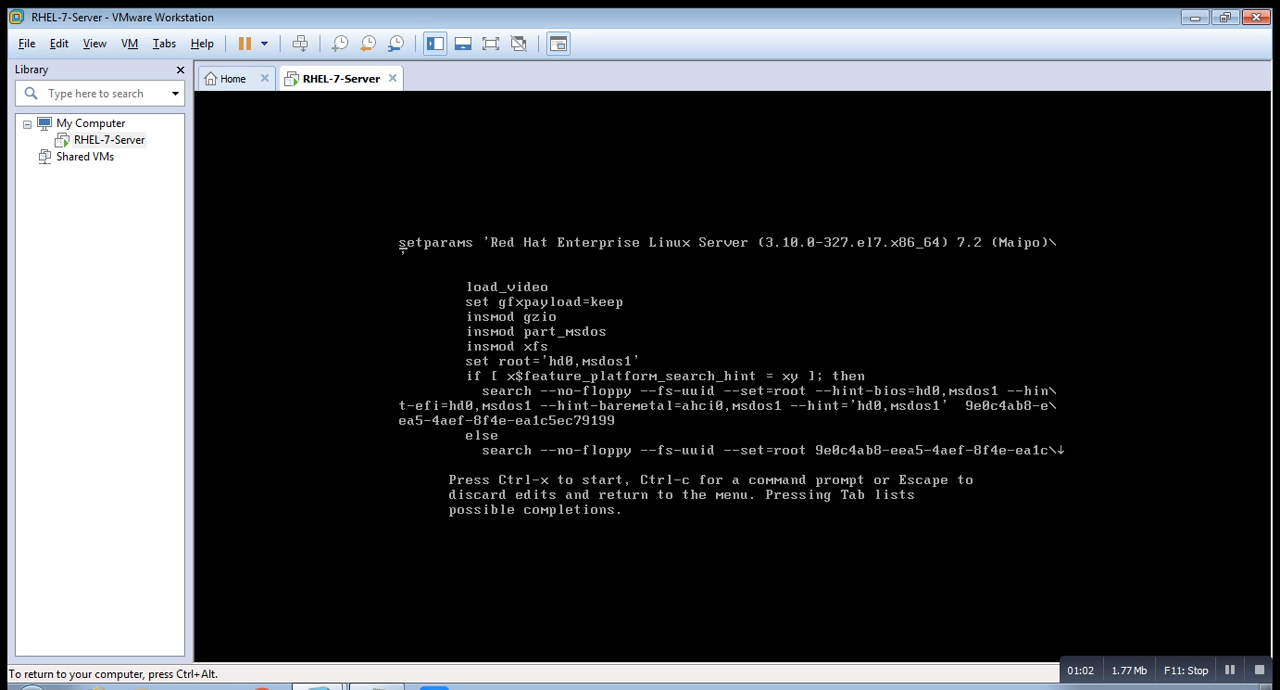 RHEL-7-Server - VMware Workstation
File Edit View VM Tabs Help
Library
Home
RHEL-7-Server
Type here to search
My Computer
RHEL-7-Server
Shared VMs
setparams 'Red Hat Enterprise Linux Server (3.10.0-327.el7.x86_64) 7.2 (Maipo)\
'
load_video
set gfxpayload=keep
insmod gzio
insmod part_msdos
insmod xfs
set root='hd0,msdos1'
if [ x$feature_platform_search_hint = xy ]; then
search --no-floppy --fs-uuid --set=root --hint-bios=hd0,msdos1 --hin\
t-efi=hd0,msdos1 --hint-baremetal=ahci0,msdos1 --hint='hd0,msdos1'  9e0c4ab8-e\
ea5-4aef-8f4e-ea1c5ec79199
else
search --no-floppy --fs-uuid --set=root 9e0c4ab8-eea5-4aef-8f4e-ea1c\↓
Press Ctrl-x to start, Ctrl-c for a command prompt or Escape to
discard edits and return to the menu. Pressing Tab lists
possible completions.
To return to your computer, press Ctrl+Alt.
01:02 1.77 Mb F11: Stop